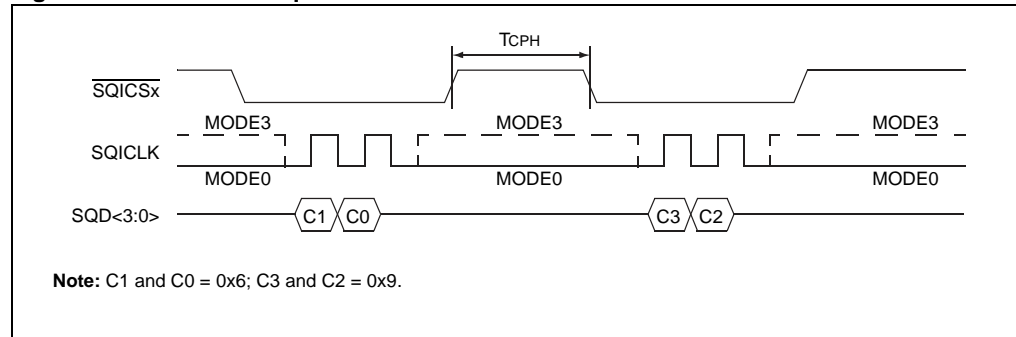 TCPH
SQICSx
MODE3 MODE3 MODE3
SQICLK
MODE0 MODE0 MODE0
SQD<3:0> C1 C0 C3 C2
Note: C1 and C0 = 0x6; C3 and C2 = 0x9.